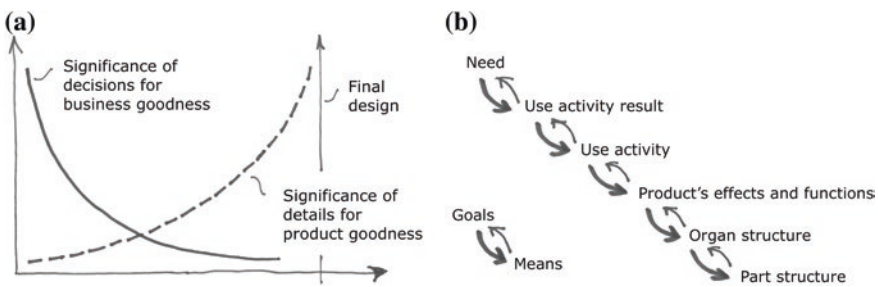 (a)
Significance of
decisions for
business goodness
Final
design
Significance of
details for
product goodness
(b)
Need
Use activity result
Use activity
Product's effects and functions
Organ structure
Part structure
Goals
Means